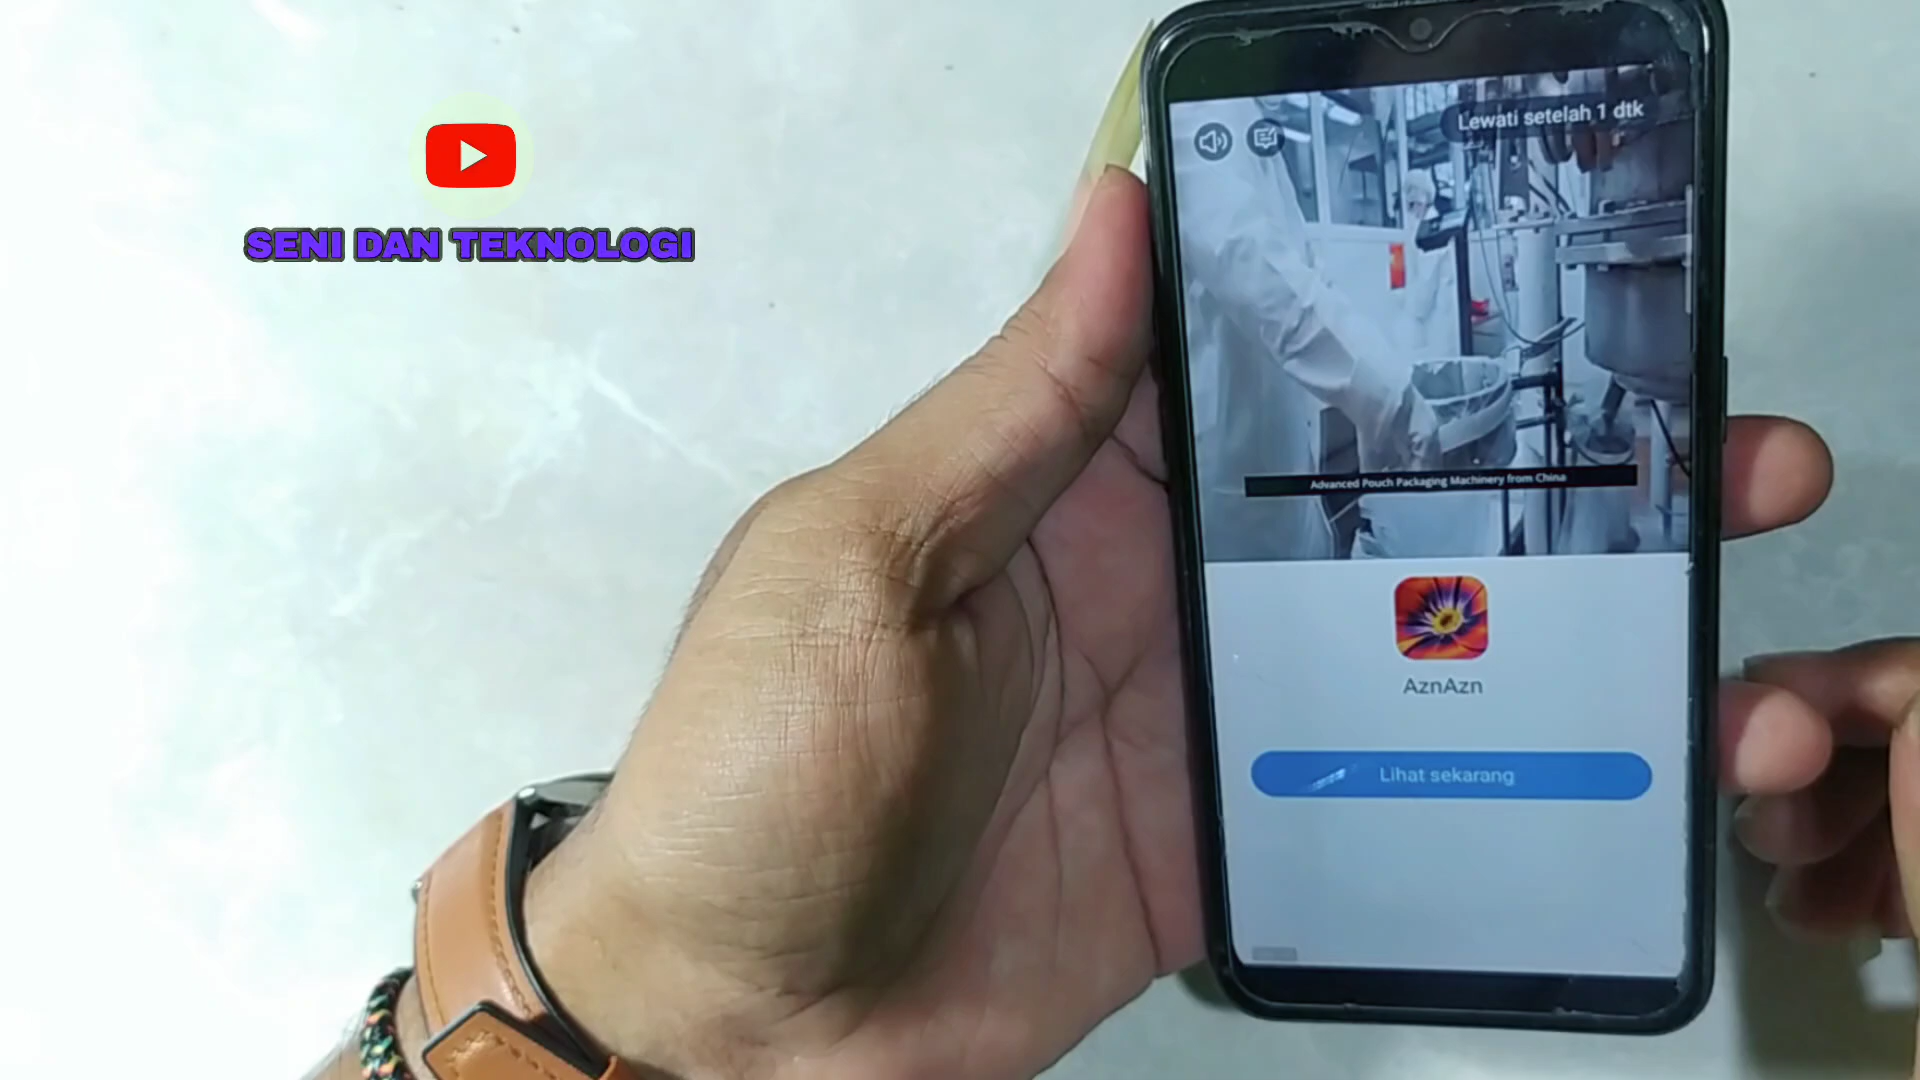 SENI DAN TEKNOLOGI
Lewati setelah 1 dtk
Advanced Pouch Packaging Machinery from China
AznAzn
Lihat sekarang